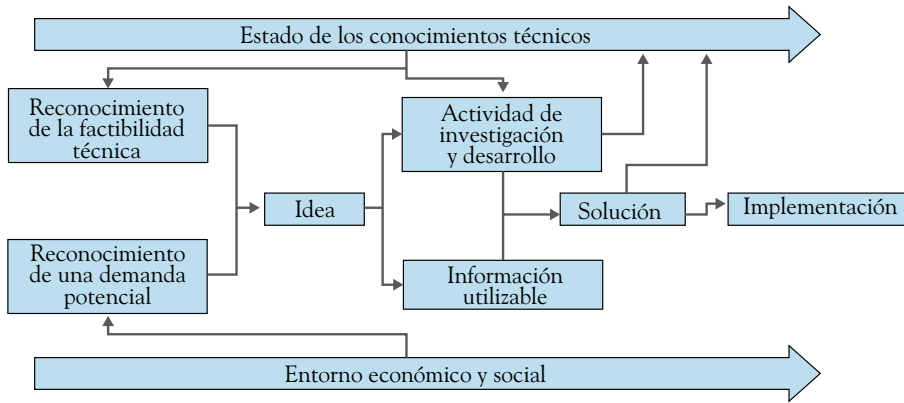 Estado de los conocimientos técnicos
Reconocimiento
de la factibilidad
técnica
Actividad de
investigación
y desarrollo
Idea
Solución
Implementación
Reconocimiento
de una demanda
potencial
Información
utilizable
Entorno económico y social